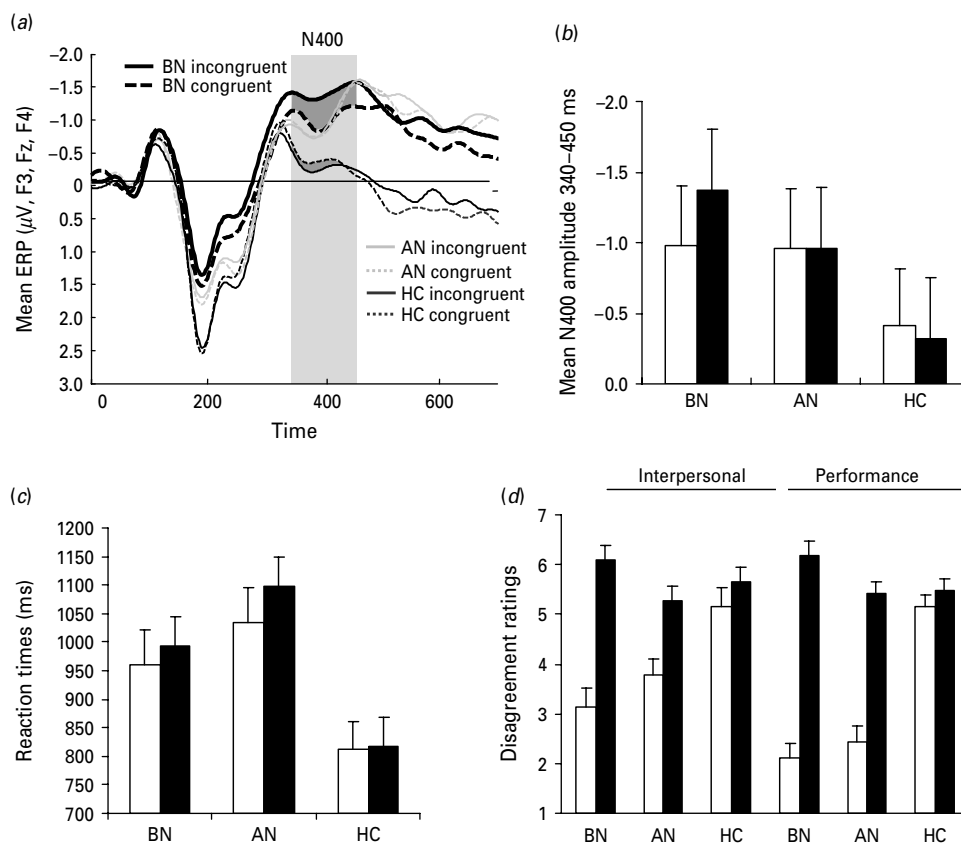 (a)
N400
−2.0
−1.5
−1.0
−0.5
0
0.5
1.0
1.5
2.0
2.5
3.0
Mean ERP (μV, F3, Fz, F4)
BN incongruent
BN congruent
AN incongruent
AN congruent
HC incongruent
HC congruent
0 200 400 600
Time
(b)
−2.0
−1.5
−1.0
−0.5
0.0
Mean N400 amplitude 340–450 ms
BN AN HC
(c)
1200
1150
1100
1050
1000
950
900
850
800
750
700
Reaction times (ms)
BN AN HC
(d)
Interpersonal Performance
7
6
5
4
3
2
1
Disagreement ratings
BN AN HC BN AN HC